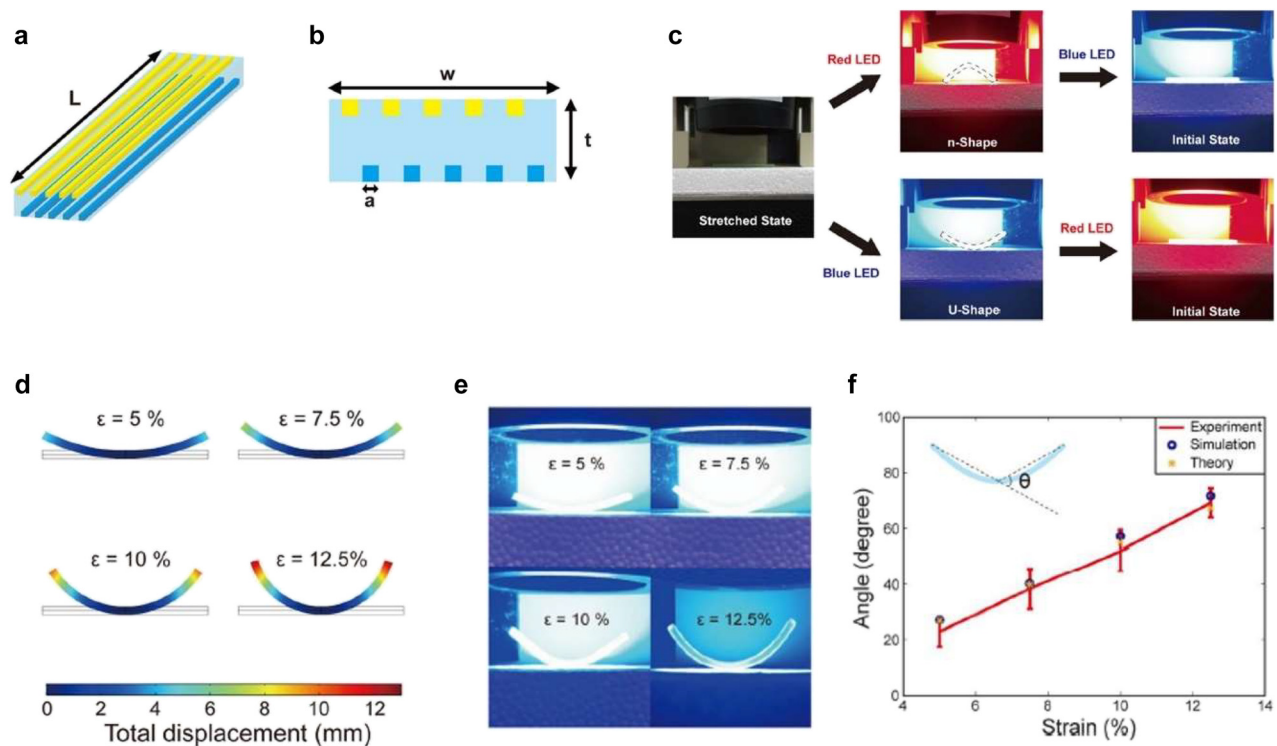 a
L
b
w
t
a
c
Stretched State
Red LED
n-Shape
Blue LED
Initial State
Blue LED
U-Shape
Red LED
Initial State
d
ε = 5 %
ε = 7.5 %
ε = 10 %
ε = 12.5%
0 2 4 6 8 10 12
Total displacement (mm)
e
ε = 5 %
ε = 7.5 %
ε = 10 %
ε = 12.5%
f
Angle (degree)
100
80
60
40
20
0
4 6 8 10 12 14
Strain (%)
θ
Experiment
Simulation
Theory